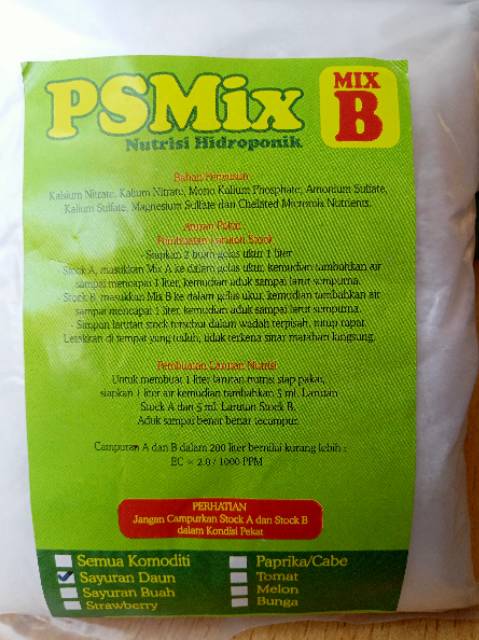 PSMix
MIX
B
Nutrisi Hidroponik
Bahan Penyusun
Kalsium Nitrate, Kalium Nitrate, Mono Kalium Phosphate, Amonium Sulfate,
Kalium Sulfate, Magnesium Sulfate dan Chelated Micromix Nutrients.
Aturan Pakai
Pembuatan Larutan Stock
- Siapkan 2 buah gelas ukur 1 liter
- Stock A, masukkan Mix A ke dalam gelas ukur, kemudian tambahkan air
sampai mencapai 1 liter, kemudian aduk sampai larut sempurna.
- Stock B, masukkan Mix B ke dalam gelas ukur, kemudian tambahkan air
sampai mencapai 1 liter, kemudian aduk sampai larut sempurna.
- Simpan larutan stock tersebut dalam wadah terpisah, tutup rapat.
Letakkan di tempat yang teduh, tidak terkena sinar matahari langsung.
Pembuatan Larutan Nutrisi
Untuk membuat 1 liter larutan nutrisi siap pakai,
siapkan 1 liter air kemudian tambahkan 5 ml. Larutan
Stock A dan 5 ml. Larutan Stock B.
Aduk sampai benar benar tercampur.
Campuran A dan B dalam 200 liter bernilai kurang lebih :
EC = 2.0 / 1000 PPM
PERHATIAN
Jangan Campurkan Stock A dan Stock B
dalam Kondisi Pekat
Semua Komoditi
Sayuran Daun
Sayuran Buah
Strawberry
Paprika/Cabe
Tomat
Melon
Bunga